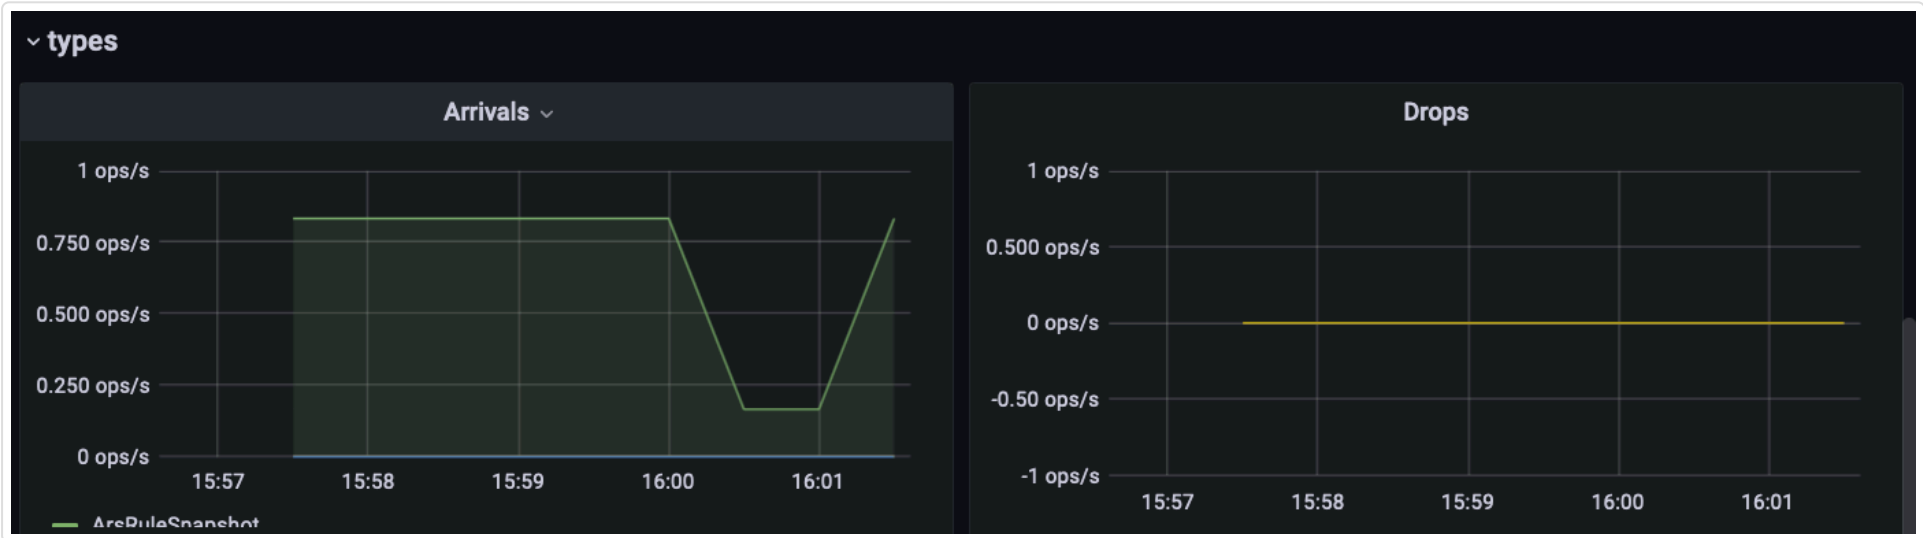 types
Arrivals
1 ops/s
0.750 ops/s
0.500 ops/s
0.250 ops/s
0 ops/s
15:57 15:58 15:59 16:00 16:01
ArsRuleSnapshot
Drops
1 ops/s
0.500 ops/s
0 ops/s
-0.50 ops/s
-1 ops/s
15:57 15:58 15:59 16:00 16:01